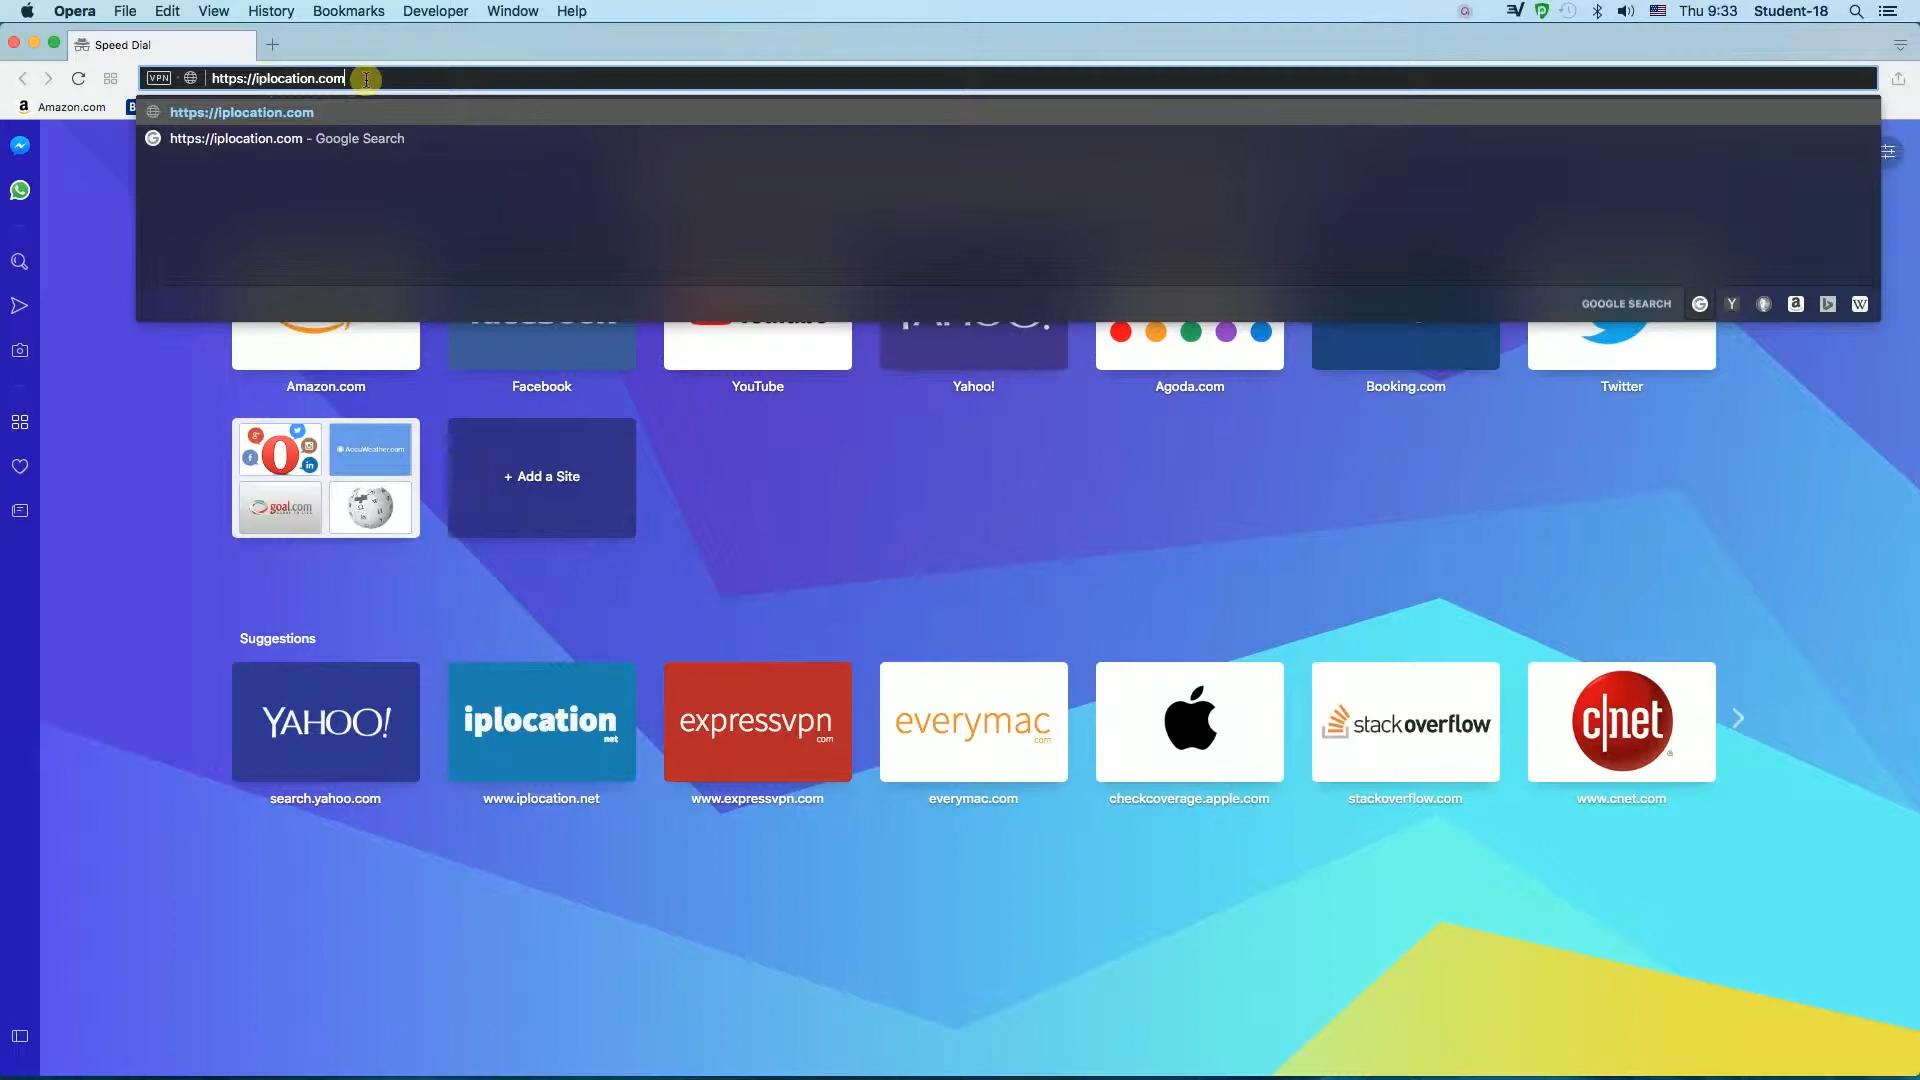 Opera File Edit View History Bookmarks Developer Window Help Thu 9:33 Student-18
Speed Dial
VPN https://iplocation.com
a Amazon.com B
https://iplocation.com
https://iplocation.com - Google Search
GOOGLE SEARCH G Y a W
Amazon.com Facebook YouTube Yahoo! Agoda.com Booking.com Twitter
AccuWeather.com
goal.com
+ Add a Site
Suggestions
YAHOO! iplocation net expressvpn com everymac com stackoverflow c|net
search.yahoo.com www.iplocation.net www.expressvpn.com everymac.com checkcoverage.apple.com stackoverflow.com www.cnet.com